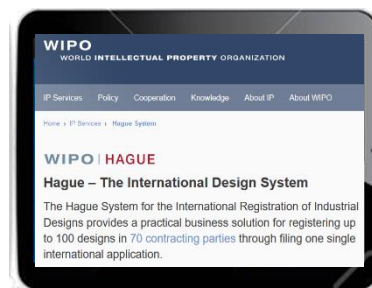 WIPO
WORLD INTELLECTUAL PROPERTY ORGANIZATION
IP Services Policy Cooperation Knowledge About IP About WIPO
Home › IP Services › Hague System
WIPO|HAGUE
Hague – The International Design System
The Hague System for the International Registration of Industrial
Designs provides a practical business solution for registering up
to 100 designs in 70 contracting parties through filing one single
international application.